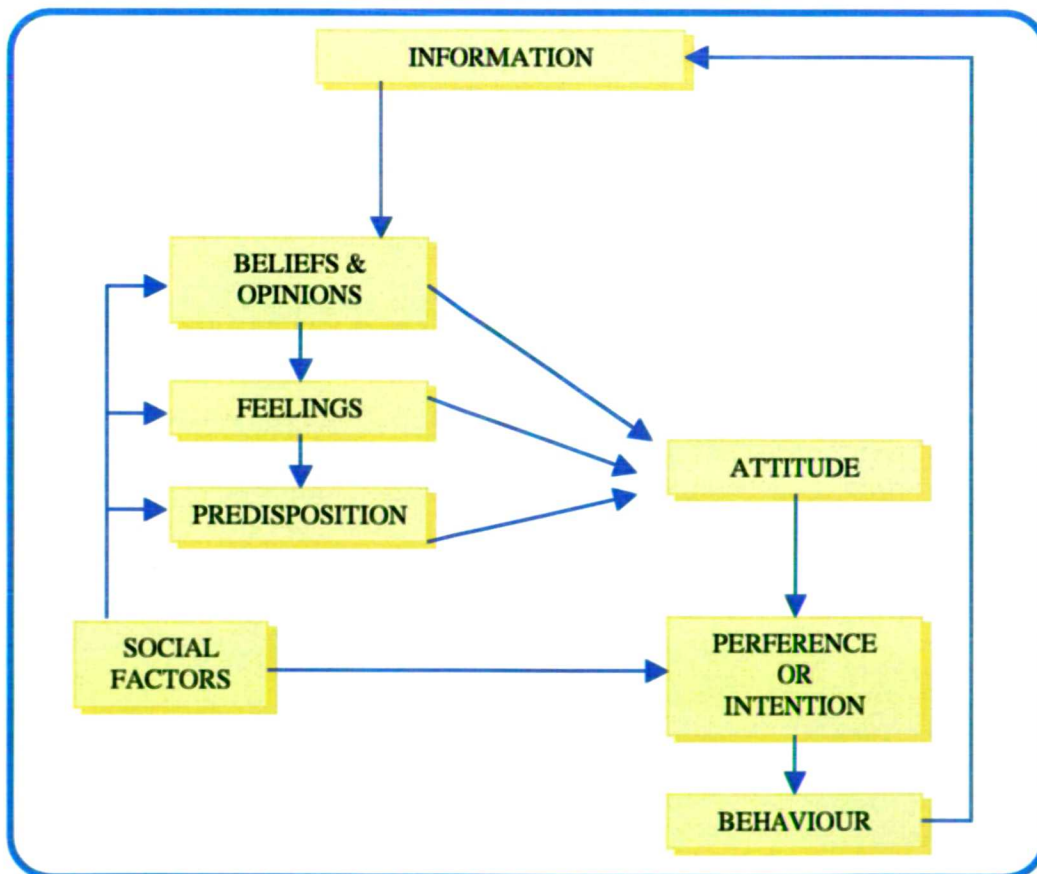 INFORMATION
BELIEFS &
OPINIONS
FEELINGS
PREDISPOSITION
ATTITUDE
SOCIAL
FACTORS
PERFERENCE
OR
INTENTION
BEHAVIOUR